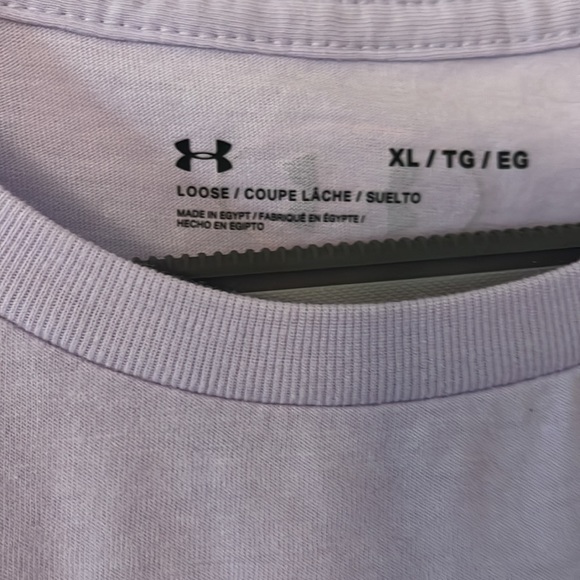 XL / TG / EG
LOOSE / COUPE LÂCHE / SUELTO
MADE IN EGYPT / FABRIQUÉ EN ÉGYPTE /
HECHO EN EGIPTO